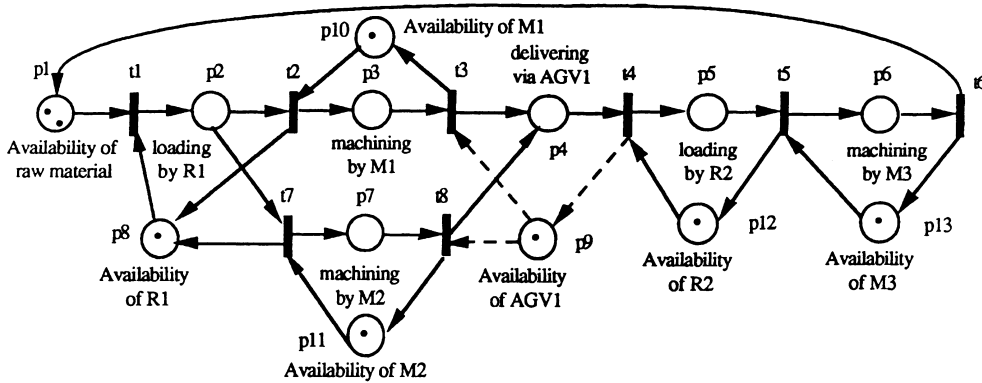 p10
Availability of M1
delivering
via AGV1
p1
t1
p2
t2
p3
t3
t4
p5
t5
p6
t6
Availability of
raw material
loading
by R1
machining
by M1
p4
loading
by R2
machining
by M3
t7
p7
t8
p8
p9
p12
p13
Availability
of R1
machining
by M2
Availability
of AGV1
Availability
of R2
Availability
of M3
p11
Availability of M2